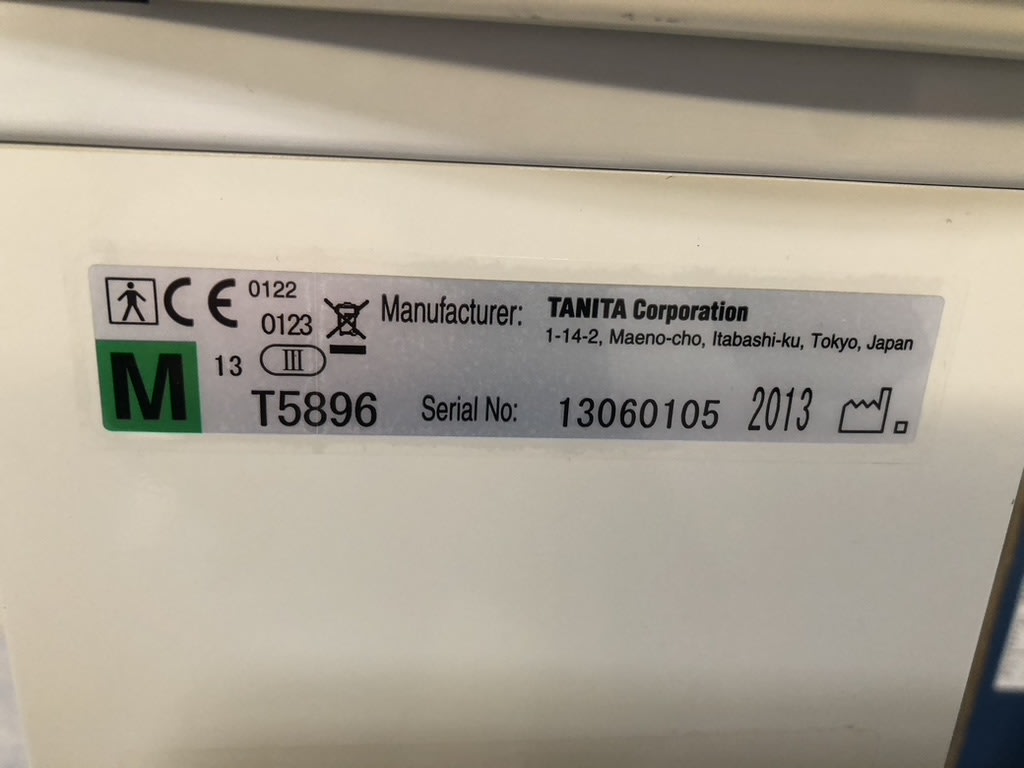 CE 0122
0123
Manufacturer: TANITA Corporation
1-14-2, Maeno-cho, Itabashi-ku, Tokyo, Japan
M 13 III
T5896 Serial No: 13060105 2013